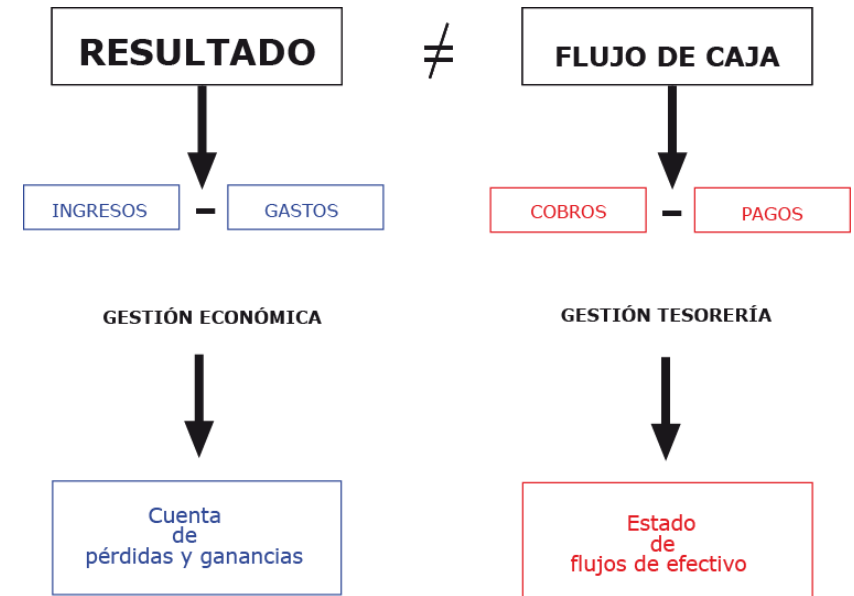 RESULTADO ≠ FLUJO DE CAJA
INGRESOS – GASTOS
COBROS – PAGOS
GESTIÓN ECONÓMICA
GESTIÓN TESORERÍA
Cuenta
de
pérdidas y ganancias
Estado
de
flujos de efectivo